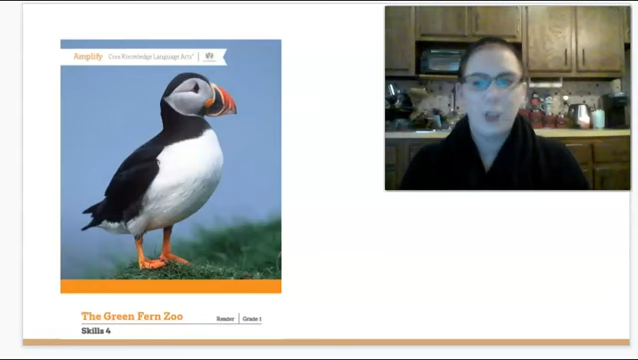 Amplify Core Knowledge Language Arts
The Green Fern Zoo
Reader Grade 1
Skills 4